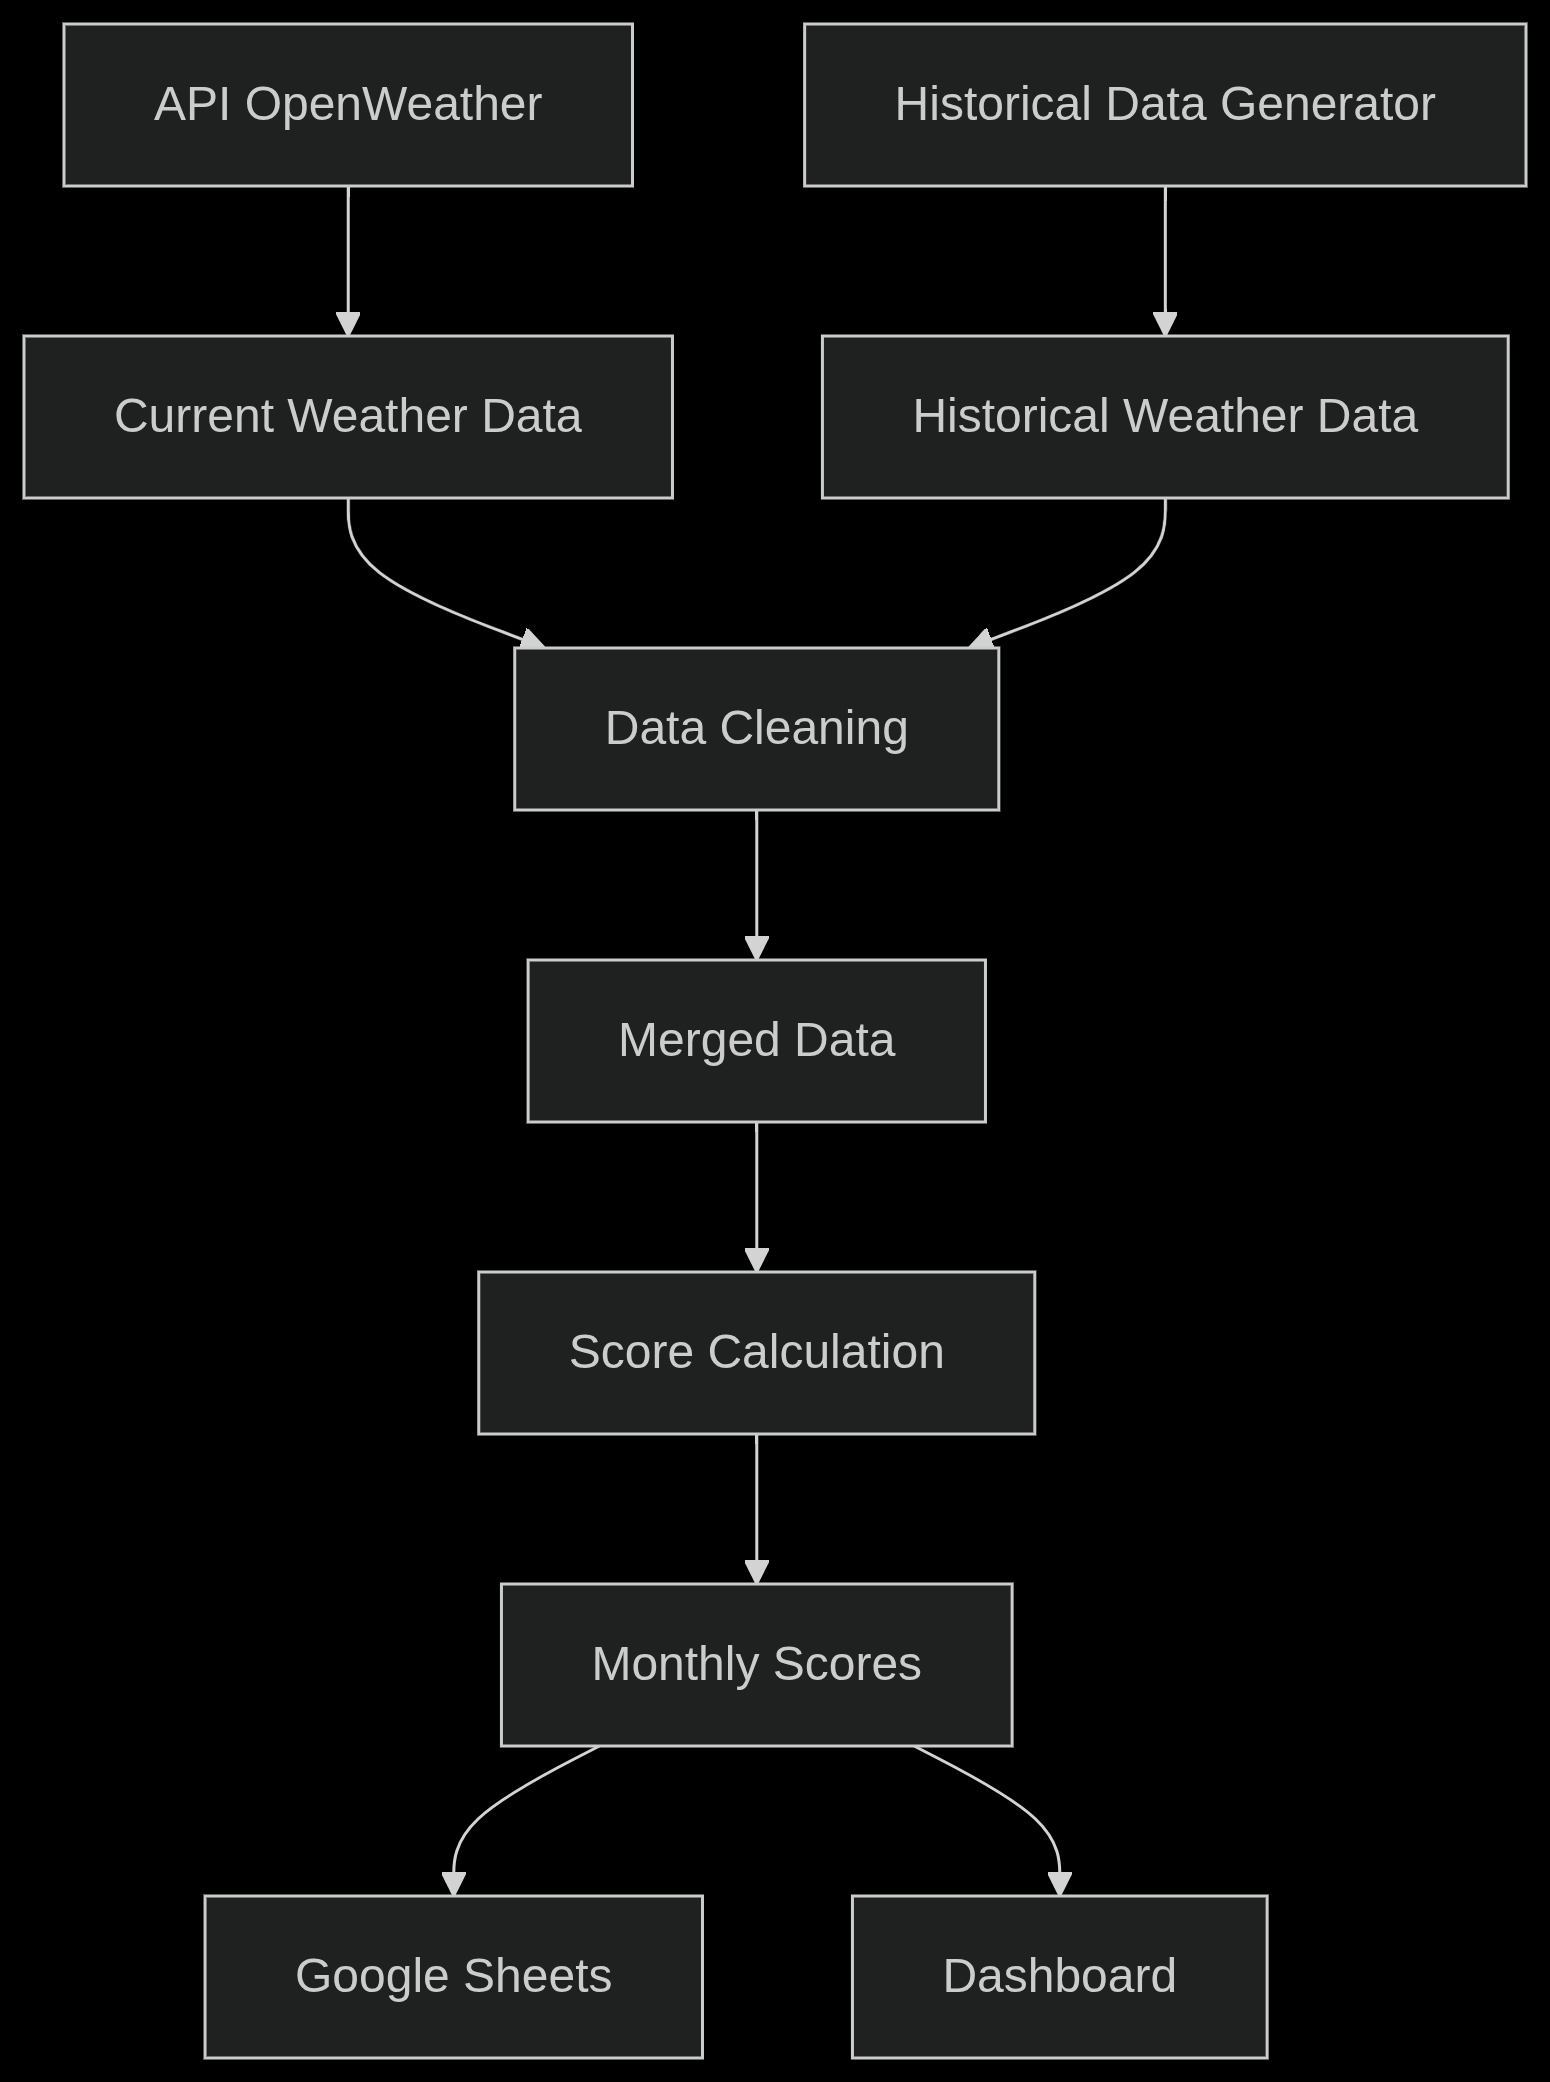 API OpenWeather
Historical Data Generator
Current Weather Data
Historical Weather Data
Data Cleaning
Merged Data
Score Calculation
Monthly Scores
Google Sheets
Dashboard